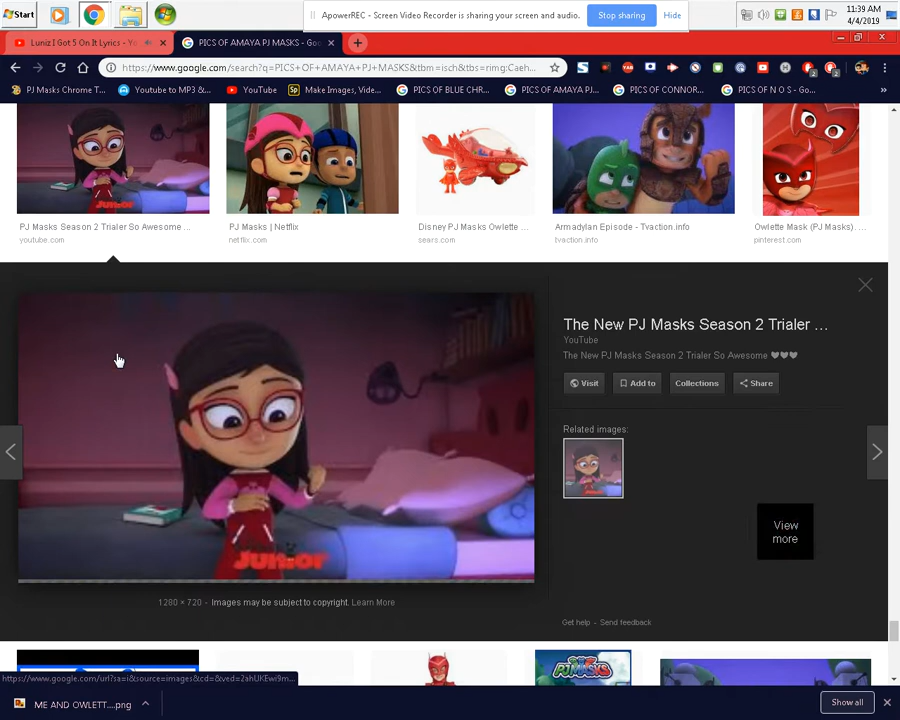 Start
ApowerREC - Screen Video Recorder is sharing your screen and audio.
Stop sharing
Hide
11:39 AM
4/4/2019
Luniz I Got 5 On It Lyrics - Yo
PICS OF AMAYA PJ MASKS - Goo
https://www.google.com/search?q=PICS+OF+AMAYA+PJ+MASKS&tbm=isch&tbs=rimg:Caeh...
PJ Masks Chrome T...
Youtube to MP3 &...
YouTube
Make Images, Vide...
PICS OF BLUE CHR...
PICS OF AMAYA PJ...
PICS OF CONNOR...
PICS OF N O S - Go...
JUNIOR
PJ Masks Season 2 Trialer So Awesome ...
youtube.com
PJ Masks | Netflix
netflix.com
Disney PJ Masks Owlette ...
sears.com
Armadylan Episode - Tvaction.info
tvaction.info
Owlette Mask (PJ Masks). ...
pinterest.com
JUNIOR
The New PJ Masks Season 2 Trialer ...
YouTube
The New PJ Masks Season 2 Trialer So Awesome ❤❤❤
Visit
Add to
Collections
Share
Related images:
View
more
1280 × 720 - Images may be subject to copyright. Learn More
Get help - Send feedback
PJMASKS
https://www.google.com/url?sa=i&source=images&cd=&ved=2ahUKEwi9m...
ME AND OWLETT....png
Show all